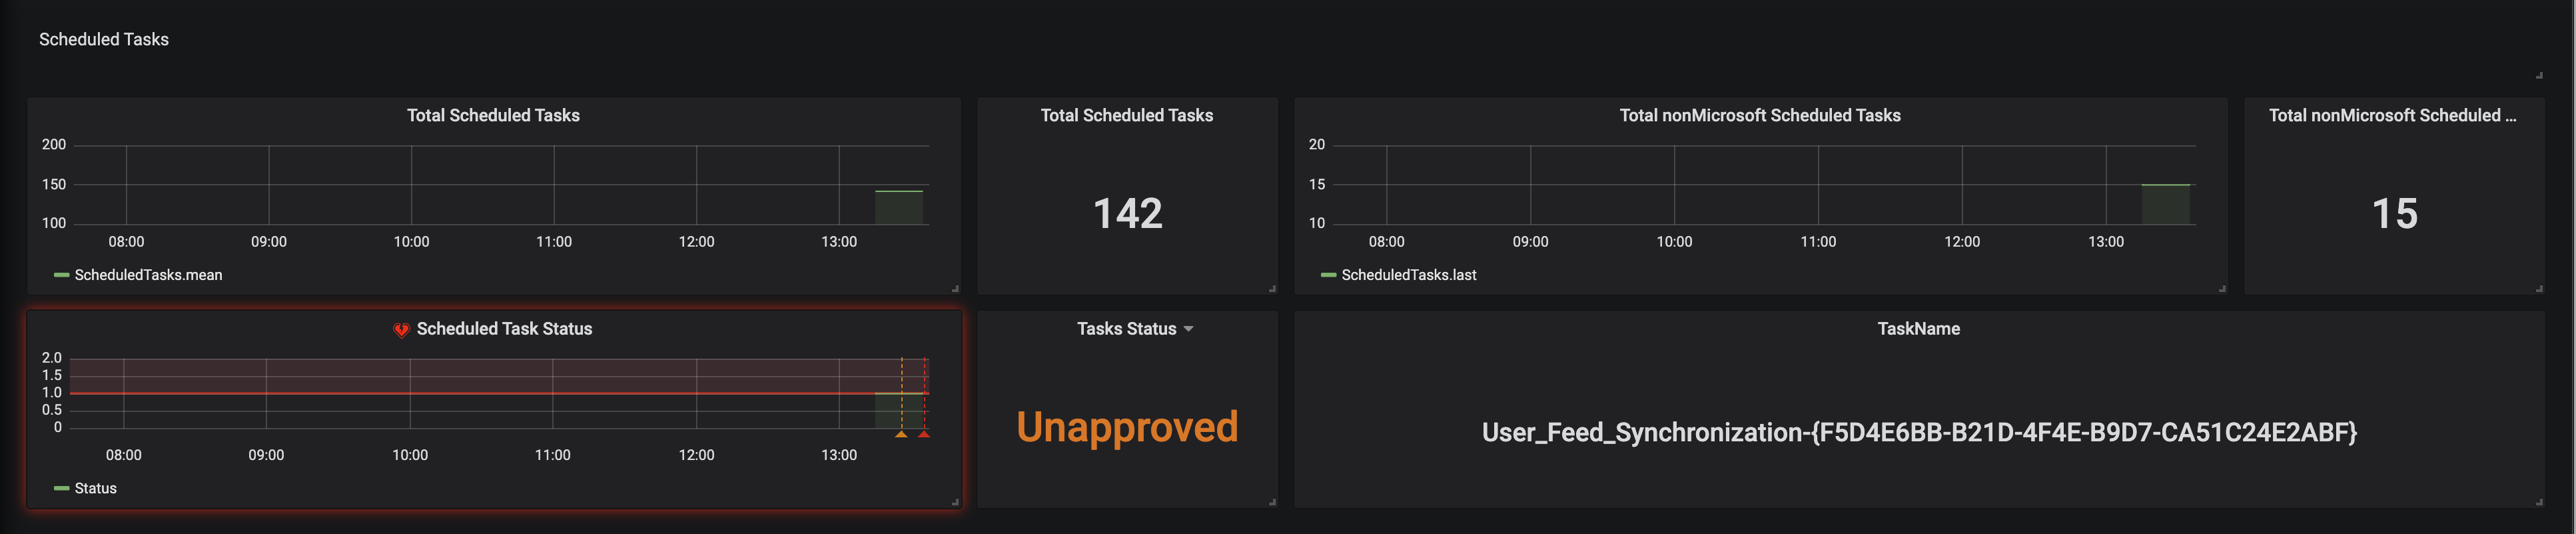 Scheduled Tasks
Total Scheduled Tasks
200
150
100
08:00 09:00 10:00 11:00 12:00 13:00
ScheduledTasks.mean
Total Scheduled Tasks
142
Total nonMicrosoft Scheduled Tasks
20
15
10
08:00 09:00 10:00 11:00 12:00 13:00
ScheduledTasks.last
Total nonMicrosoft Scheduled ...
15
Scheduled Task Status
2.0
1.5
1.0
0.5
0
08:00 09:00 10:00 11:00 12:00 13:00
Status
Tasks Status
Unapproved
TaskName
User_Feed_Synchronization-{F5D4E6BB-B21D-4F4E-B9D7-CA51C24E2ABF}